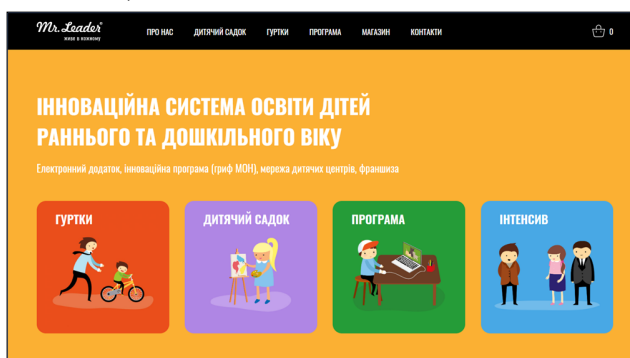 Mr. Leader®
живе в кожному
ПРО НАС
ДИТЯЧИЙ САДОК
ГУРТКИ
ПРОГРАМА
МАГАЗИН
КОНТАКТИ
0
ІННОВАЦІЙНА СИСТЕМА ОСВІТИ ДІТЕЙ
РАННЬОГО ТА ДОШКІЛЬНОГО ВІКУ
Електронний додаток, інноваційна програма (гриф МОН), мережа дитячих центрів, франшиза
ГУРТКИ
ДИТЯЧИЙ САДОК
ПРОГРАМА
ІНТЕНСИВ